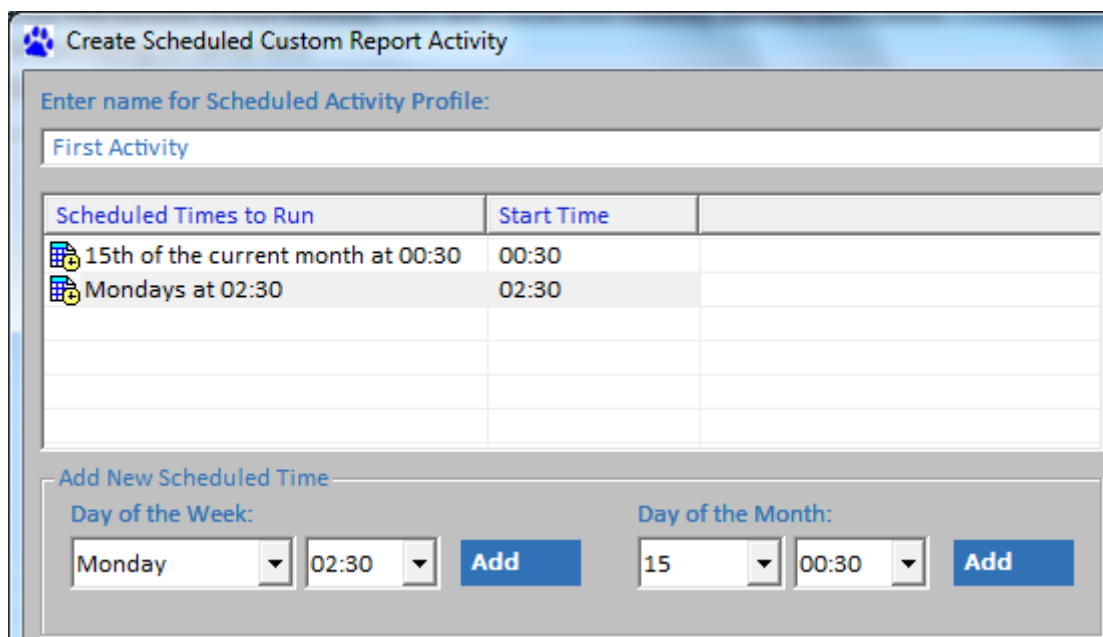 Create Scheduled Custom Report Activity
Enter name for Scheduled Activity Profile:
First Activity
Scheduled Times to Run Start Time
15th of the current month at 00:30 00:30
Mondays at 02:30 02:30
Add New Scheduled Time
Day of the Week: Day of the Month:
Monday 02:30 Add 15 00:30 Add